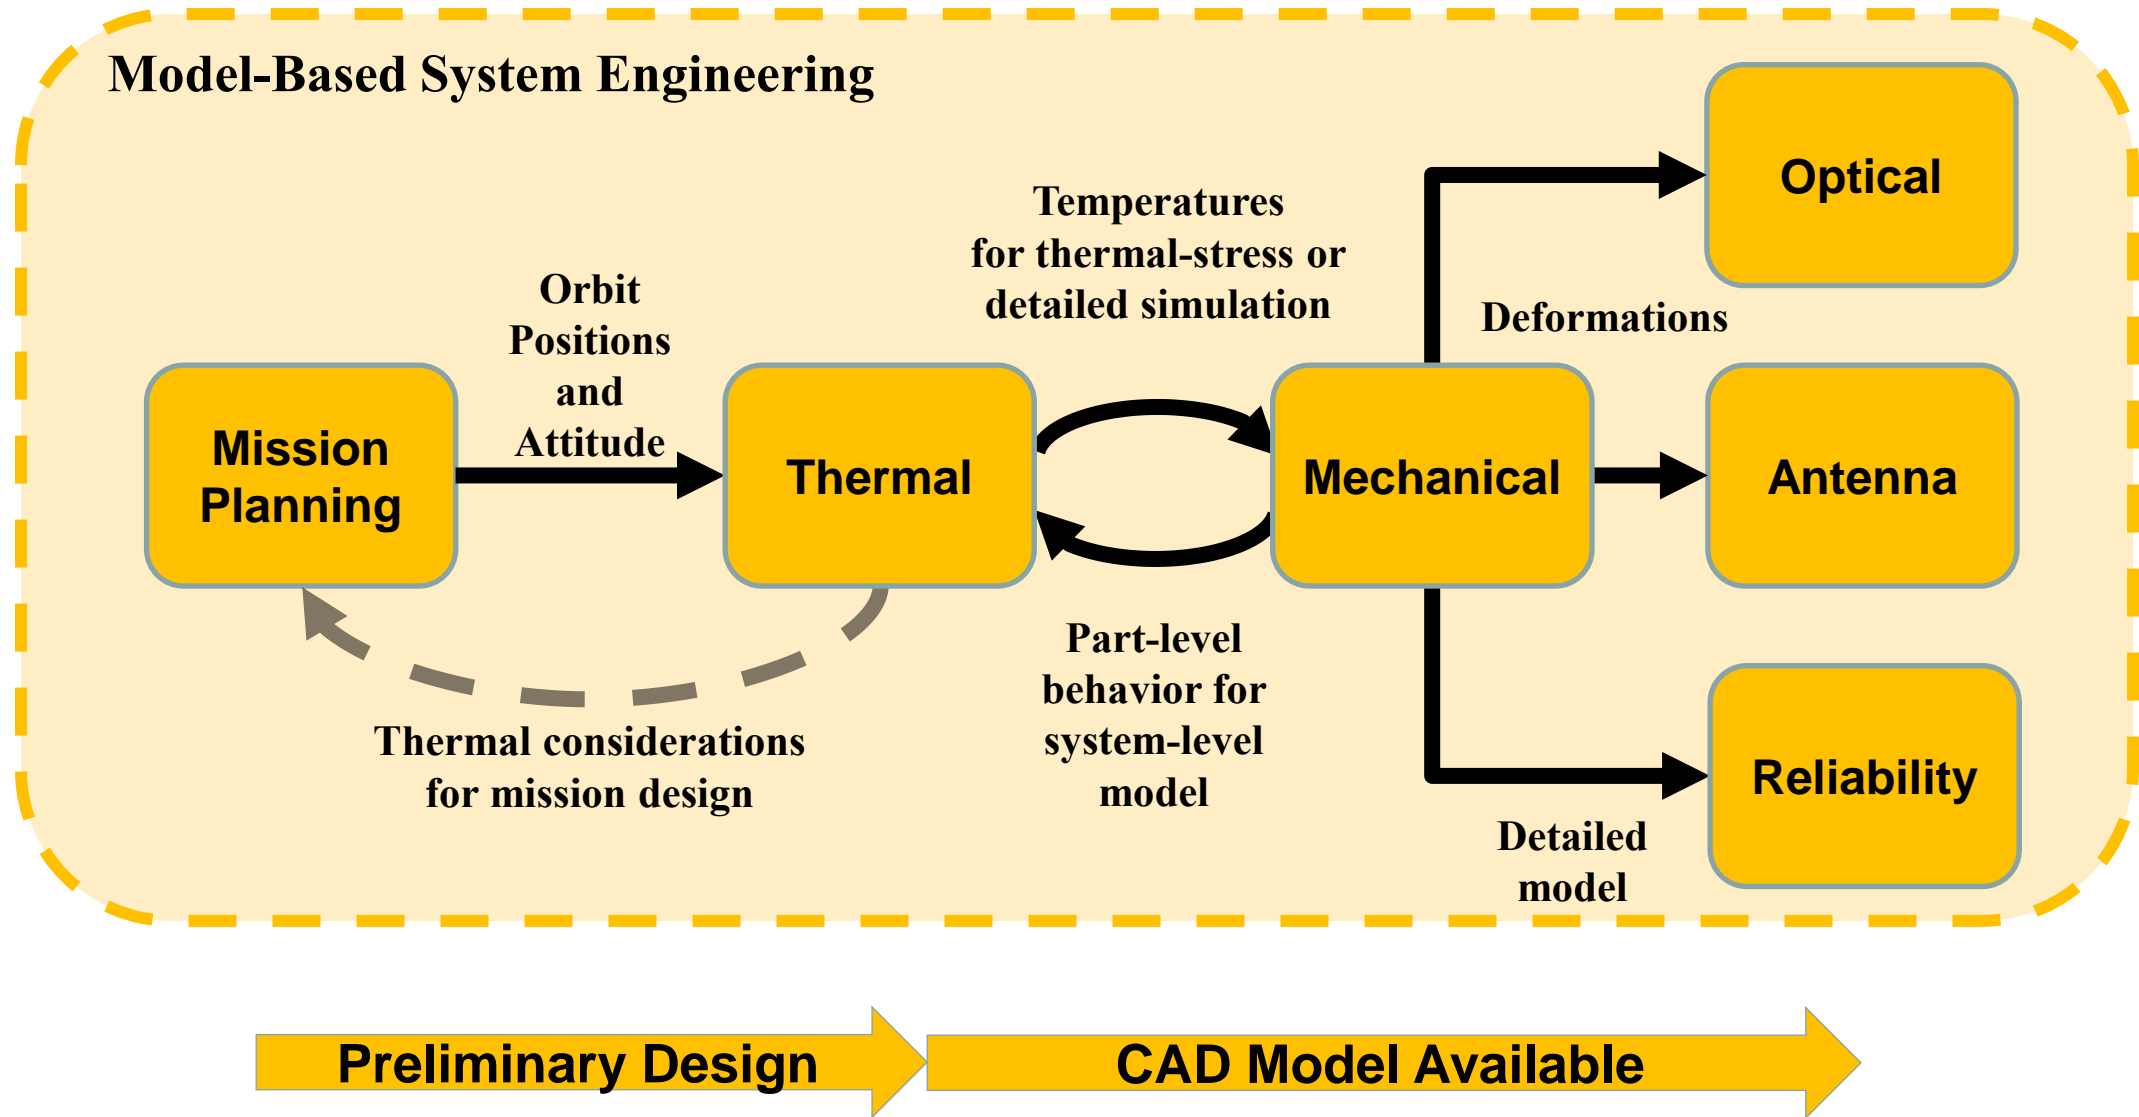 Model-Based System Engineering
Optical
Temperatures
for thermal-stress or
detailed simulation
Orbit
Positions
and
Attitude
Deformations
Mission
Planning
Thermal
Mechanical
Antenna
Part-level
behavior for
system-level
model
Thermal considerations
for mission design
Reliability
Detailed
model
Preliminary Design
CAD Model Available